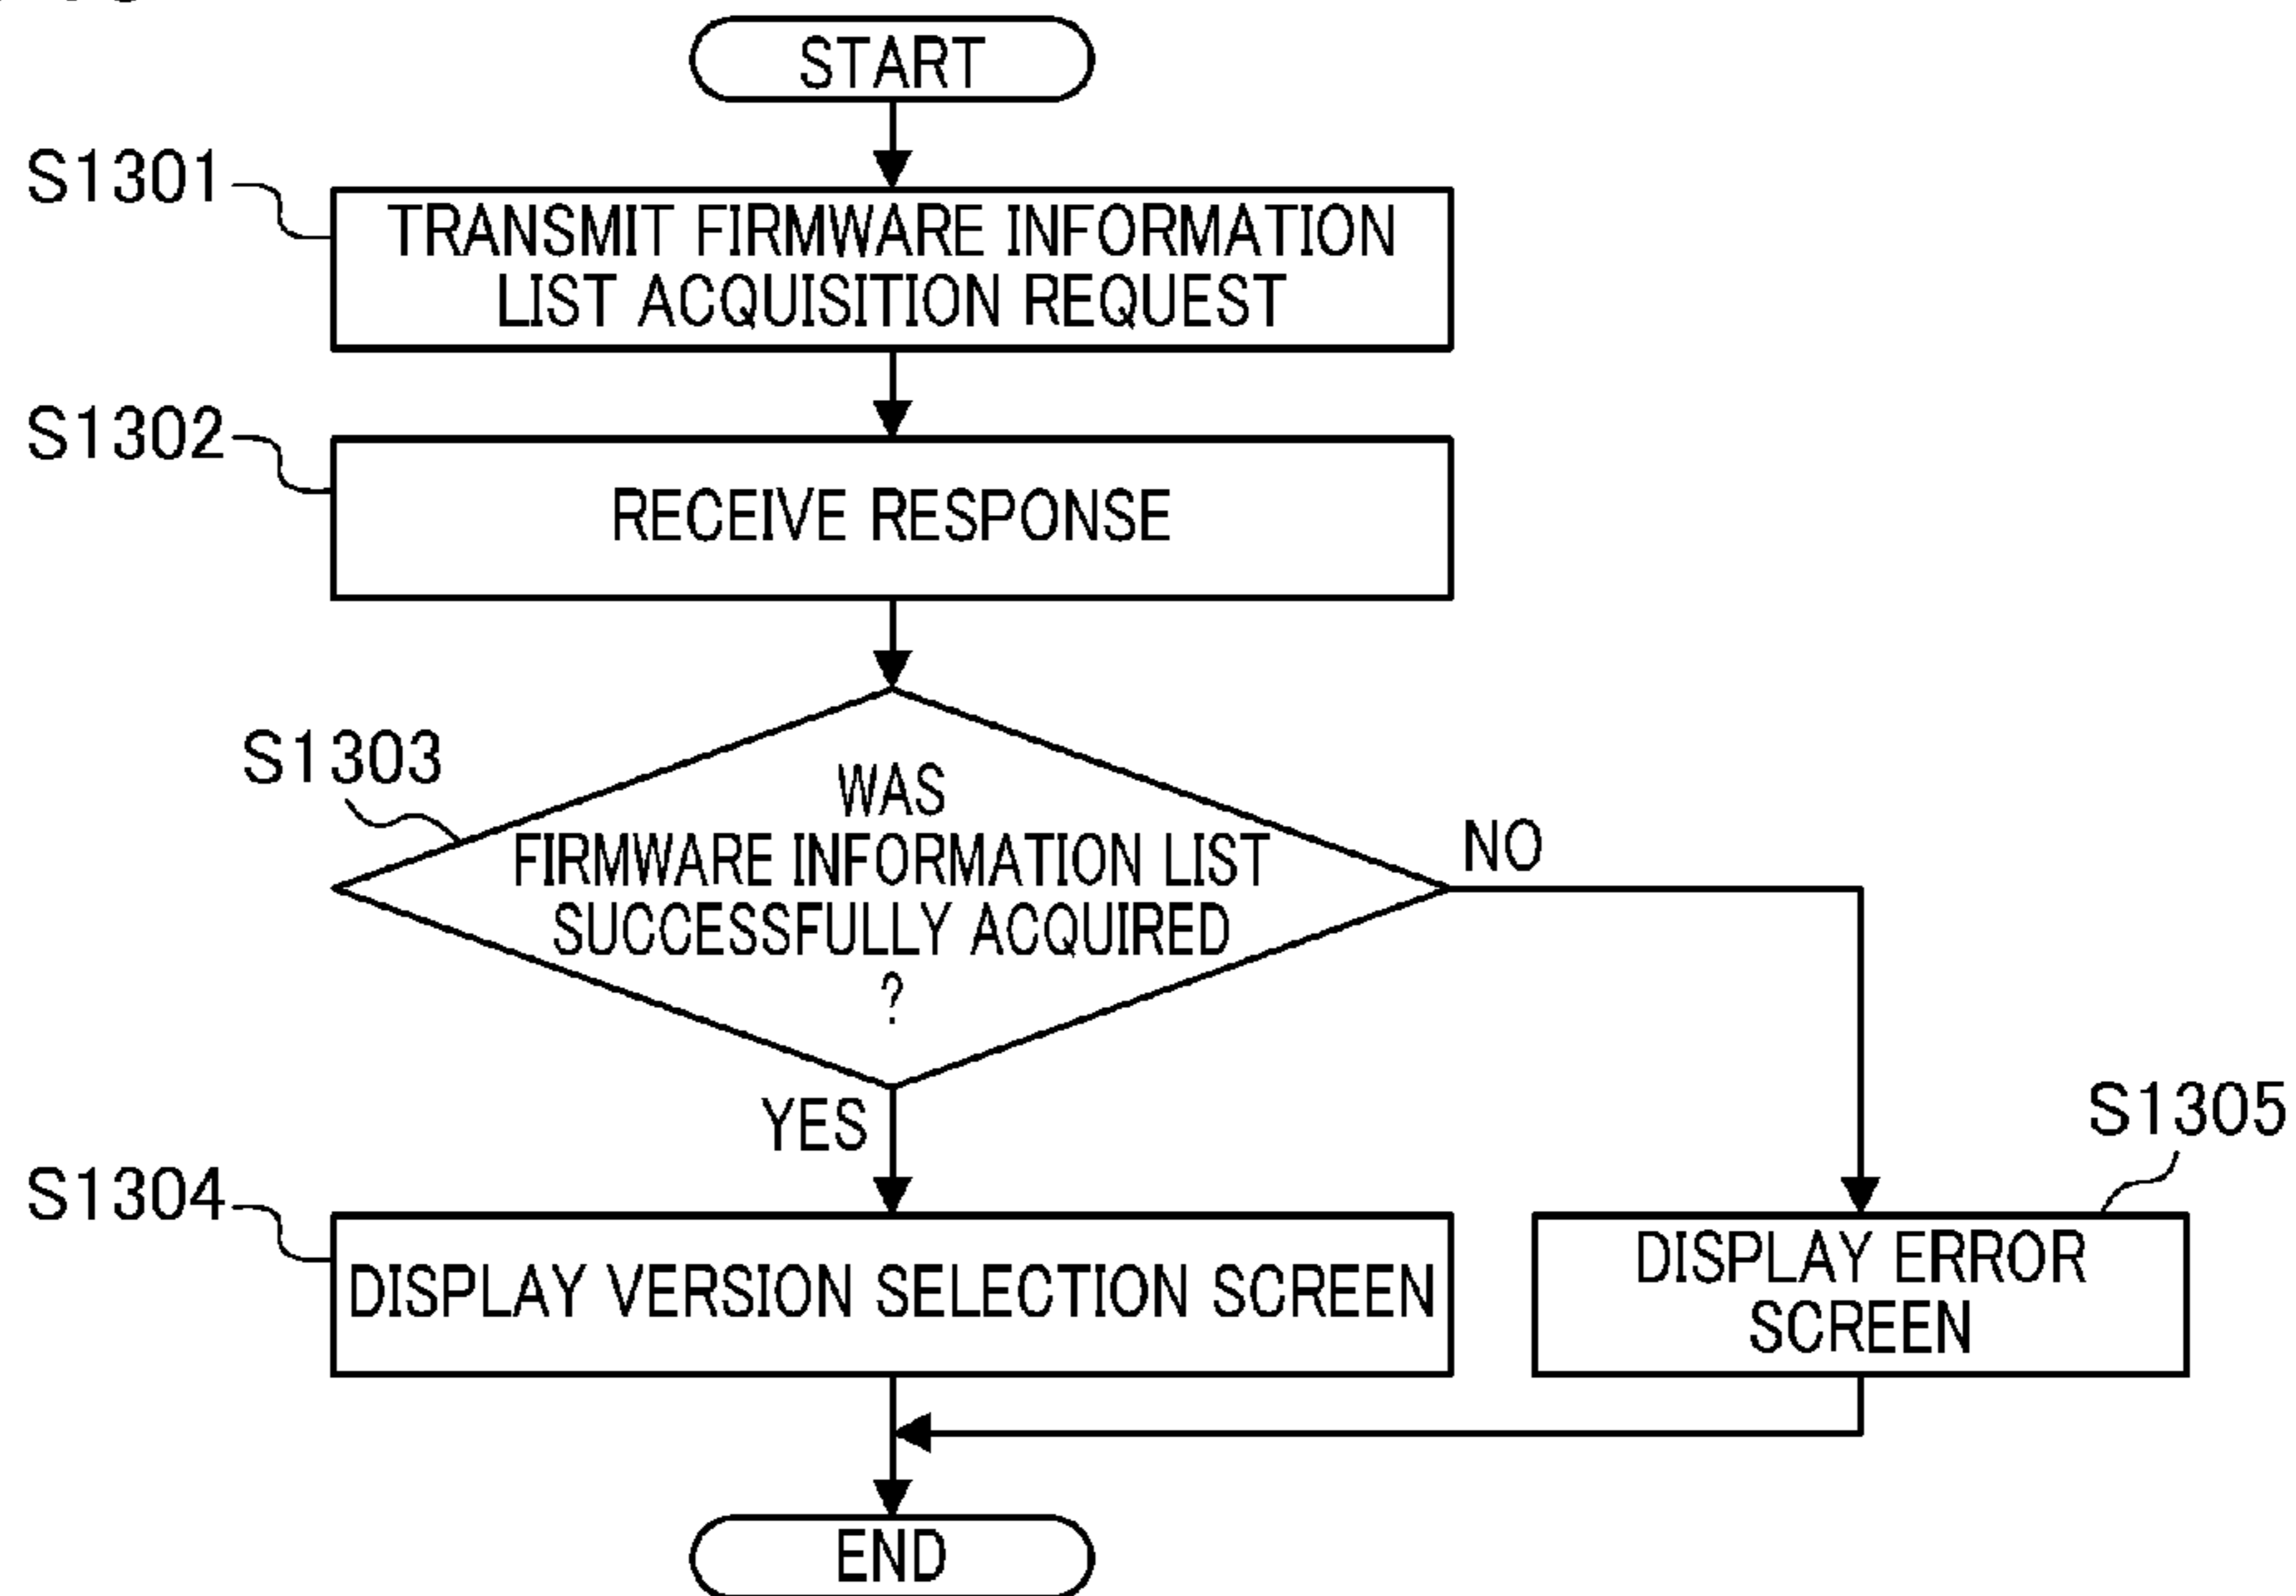 START
S1301
TRANSMIT FIRMWARE INFORMATION
LIST ACQUISITION REQUEST
S1302
RECEIVE RESPONSE
S1303
WAS
FIRMWARE INFORMATION LIST
SUCCESSFULLY ACQUIRED
?
NO
YES
S1304
DISPLAY VERSION SELECTION SCREEN
S1305
DISPLAY ERROR
SCREEN
END